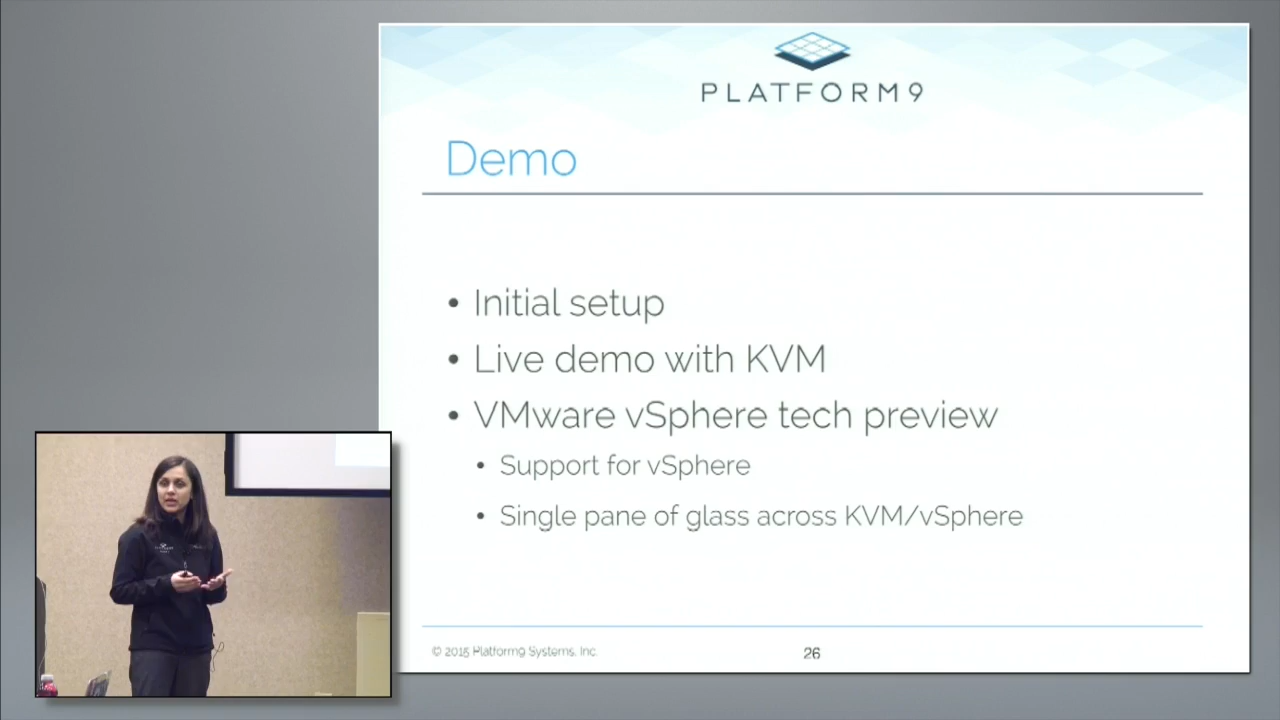 PLATFORM9
Demo
• Initial setup
• Live demo with KVM
• VMware vSphere tech preview
• Support for vSphere
• Single pane of glass across KVM/vSphere
© 2015 Platform9 Systems, Inc.
26